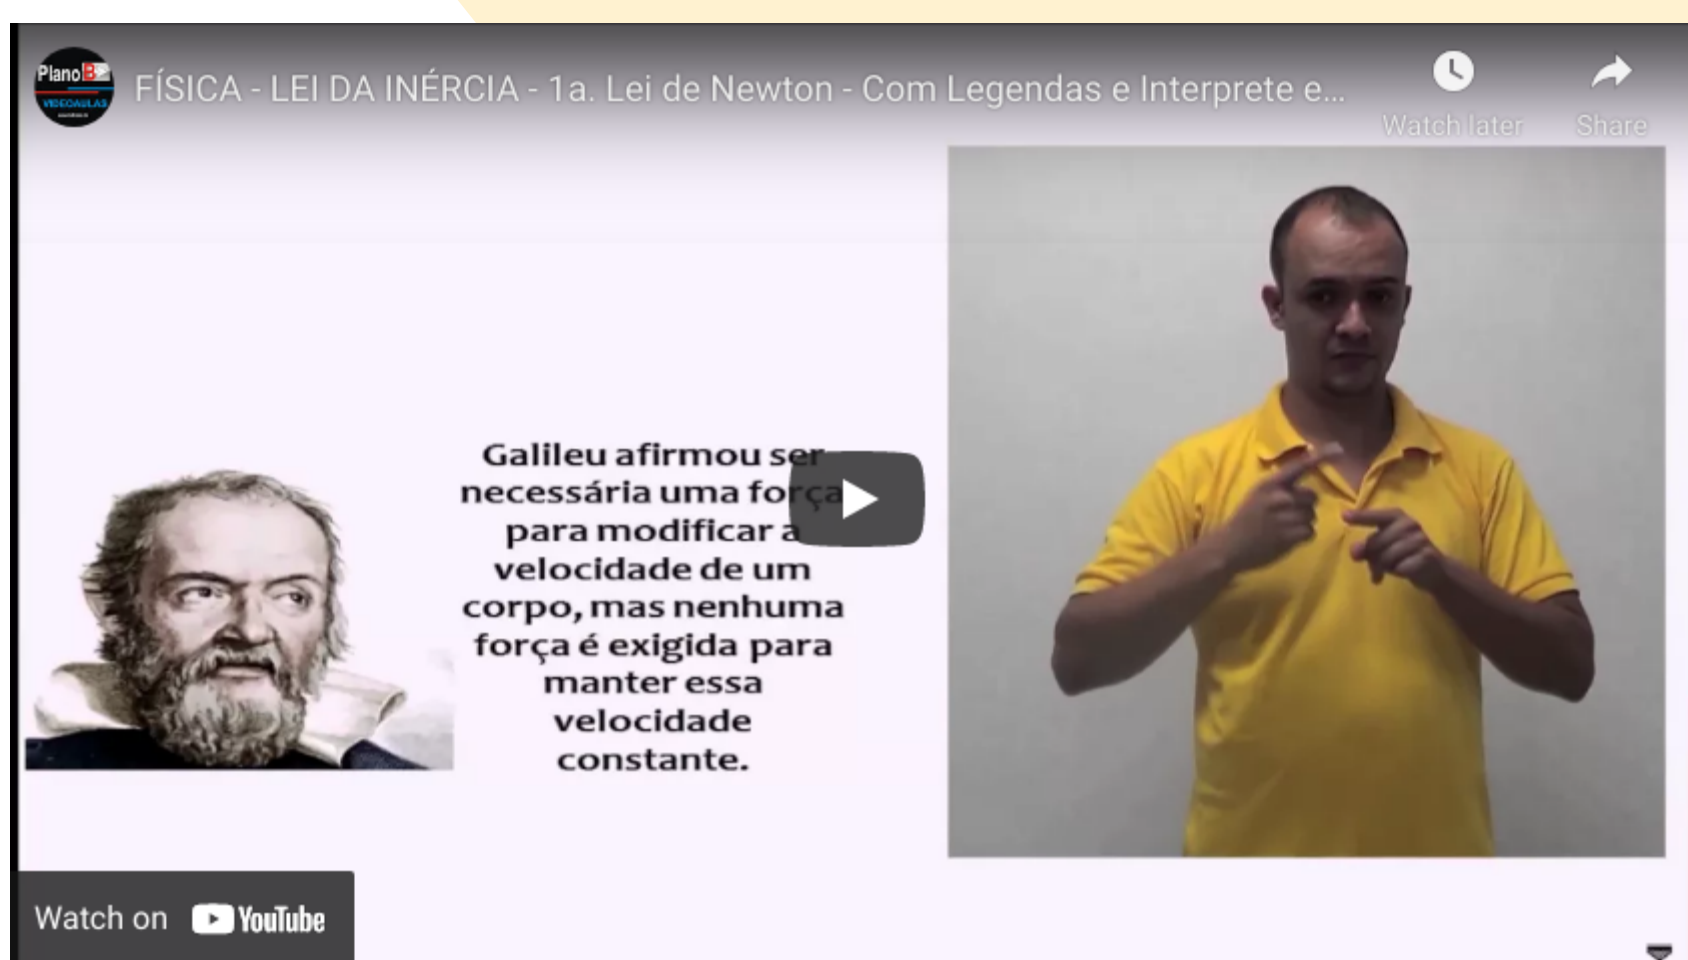 PlanoB
VIDEOAULAS
FÍSICA - LEI DA INÉRCIA - 1a. Lei de Newton - Com Legendas e Interprete e...
Watch later
Share
Galileu afirmou ser
necessária uma força
para modificar a
velocidade de um
corpo, mas nenhuma
força é exigida para
manter essa
velocidade
constante.
Watch on YouTube